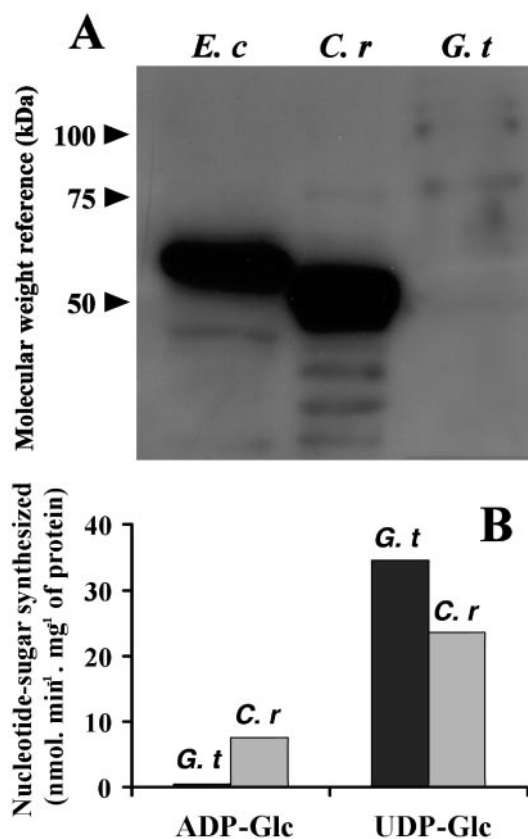 A
E. c C. r G. t
Molecular weight reference (kDa)
100
75
50
B
Nucleotide-sugar synthesized
(nmol. min⁻¹ . mg⁻¹ of protein)
40
30
20
10
0
G. t
C. r
G. t
C. r
ADP-Glc UDP-Glc